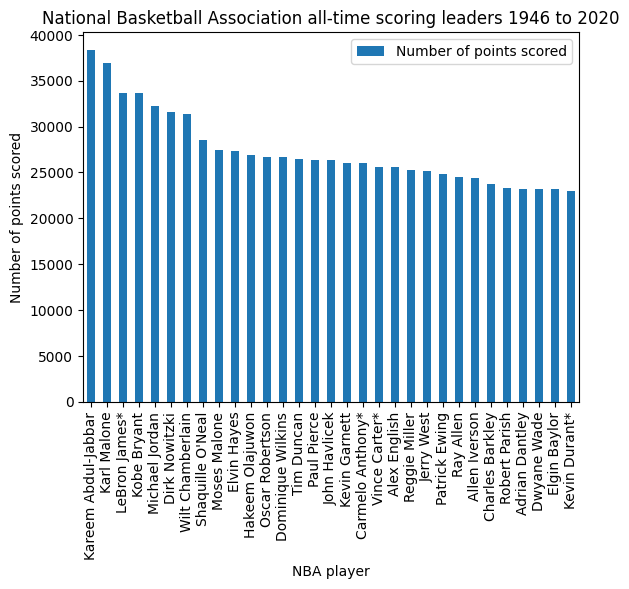 National Basketball Association all-time scoring leaders 1946 to 2020
Number of points scored
Number of points scored
40000
35000
30000
25000
20000
15000
10000
5000
0
Kareem Abdul-Jabbar
Karl Malone
LeBron James*
Kobe Bryant
Michael Jordan
Dirk Nowitzki
Wilt Chamberlain
Shaquille O'Neal
Moses Malone
Elvin Hayes
Hakeem Olajuwon
Oscar Robertson
Dominique Wilkins
Tim Duncan
Paul Pierce
John Havlicek
Kevin Garnett
Carmelo Anthony*
Vince Carter*
Alex English
Reggie Miller
Jerry West
Patrick Ewing
Ray Allen
Allen Iverson
Charles Barkley
Robert Parish
Adrian Dantley
Dwyane Wade
Elgin Baylor
Kevin Durant*
NBA player